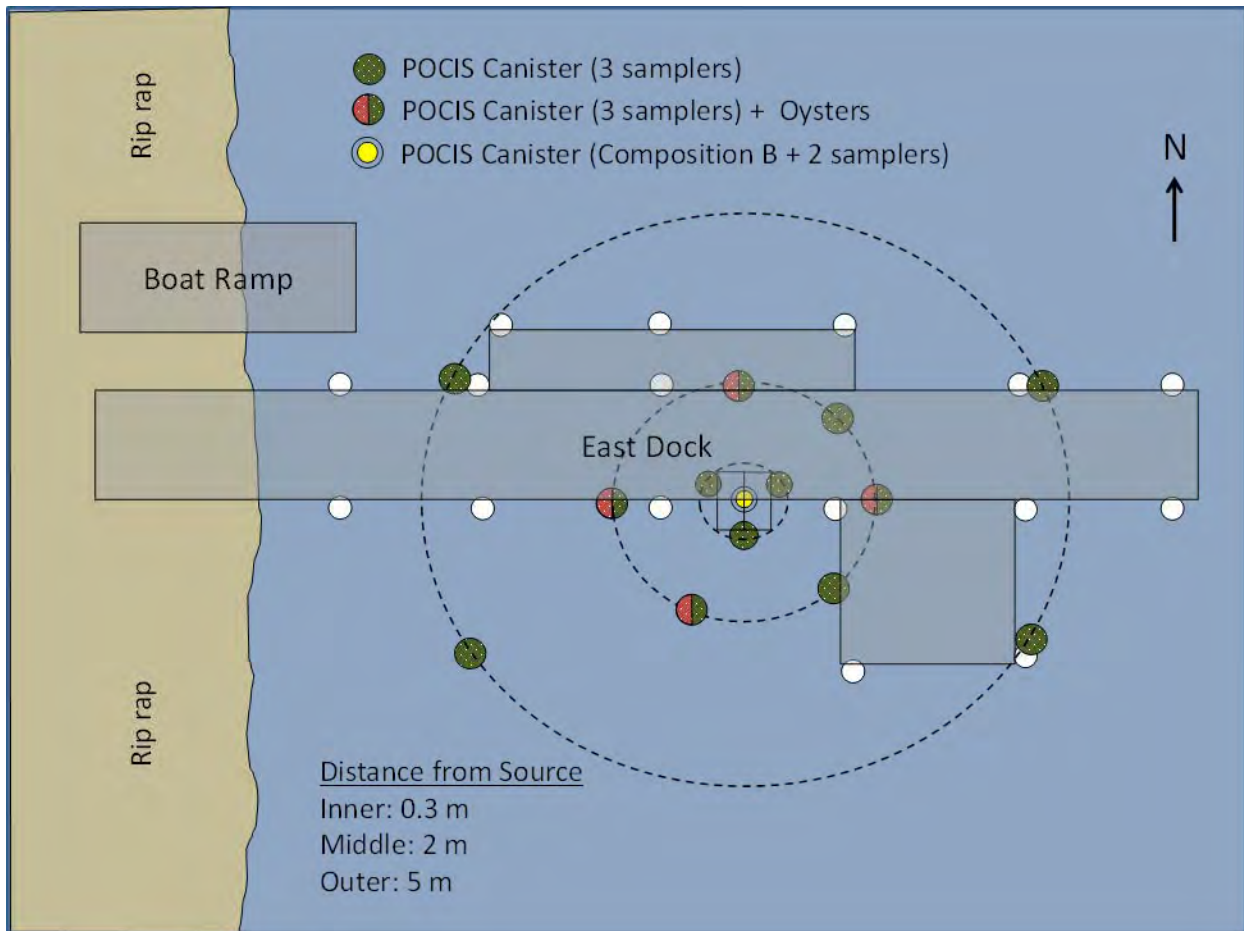 POCIS Canister (3 samplers)
POCIS Canister (3 samplers) + Oysters
POCIS Canister (Composition B + 2 samplers)
N
Rip rap
Boat Ramp
East Dock
Rip rap
Distance from Source
Inner: 0.3 m
Middle: 2 m
Outer: 5 m